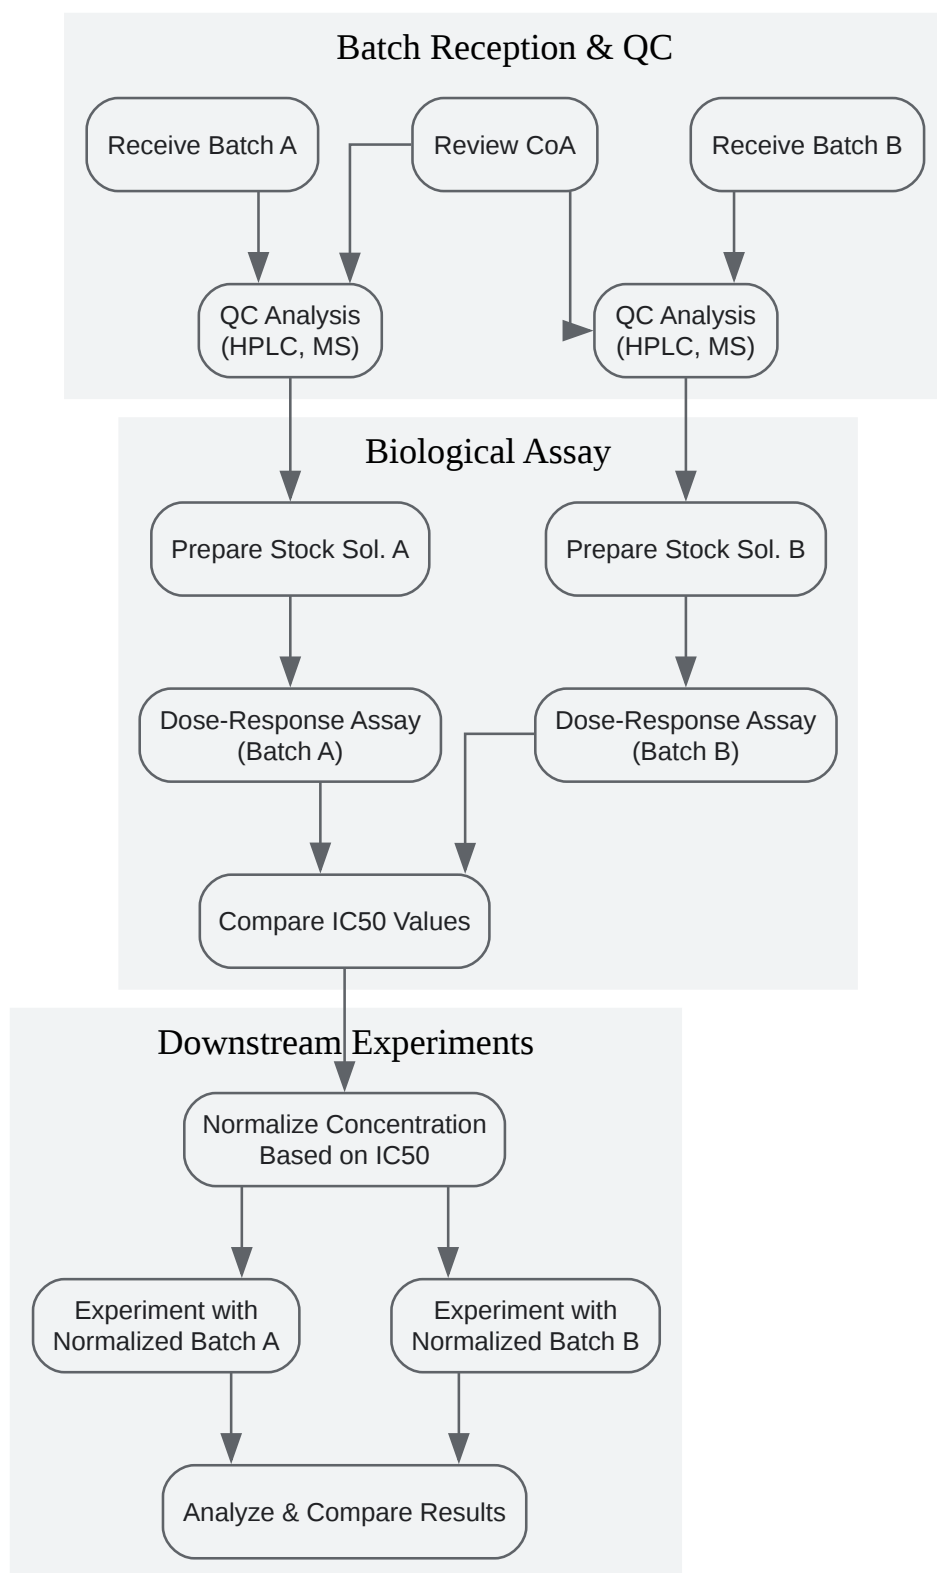 Batch Reception & QC
Receive Batch A
Review CoA
Receive Batch B
QC Analysis
(HPLC, MS)
QC Analysis
(HPLC, MS)
Biological Assay
Prepare Stock Sol. A
Prepare Stock Sol. B
Dose-Response Assay
(Batch A)
Dose-Response Assay
(Batch B)
Compare IC50 Values
Downstream Experiments
Normalize Concentration
Based on IC50
Experiment with
Normalized Batch A
Experiment with
Normalized Batch B
Analyze & Compare Results